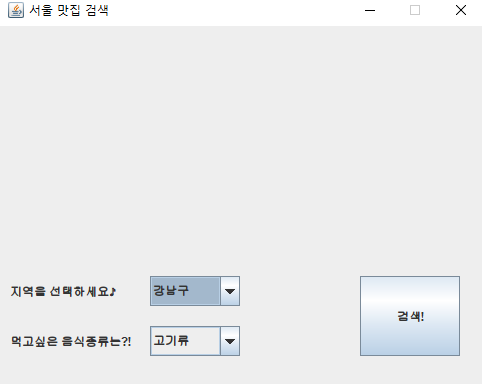 서울 맛집 검색
지역을 선택하세요♪
강남구
먹고싶은 음식종류는?!
고기류
검색!